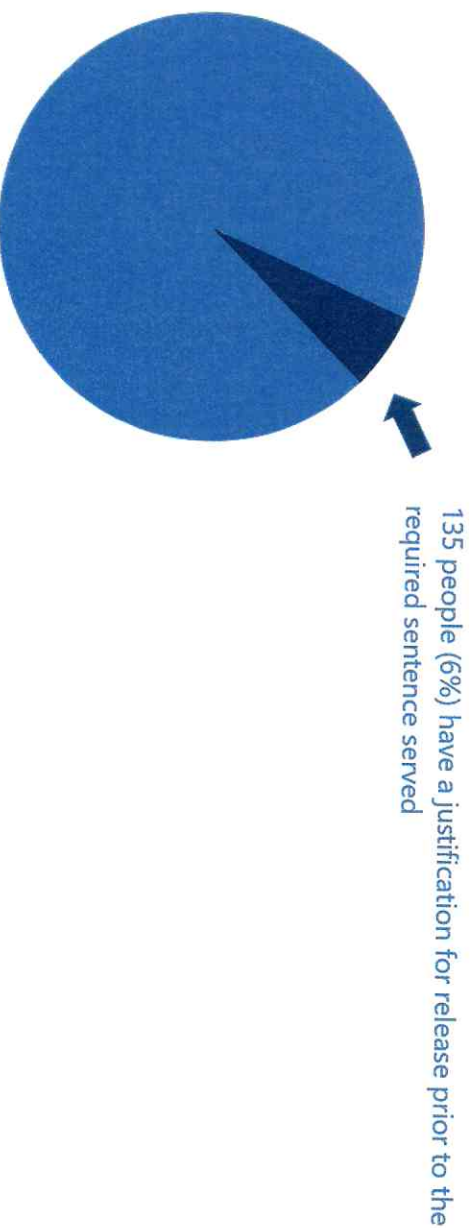 135 people (6%) have a justification for release prior to the
required sentence served